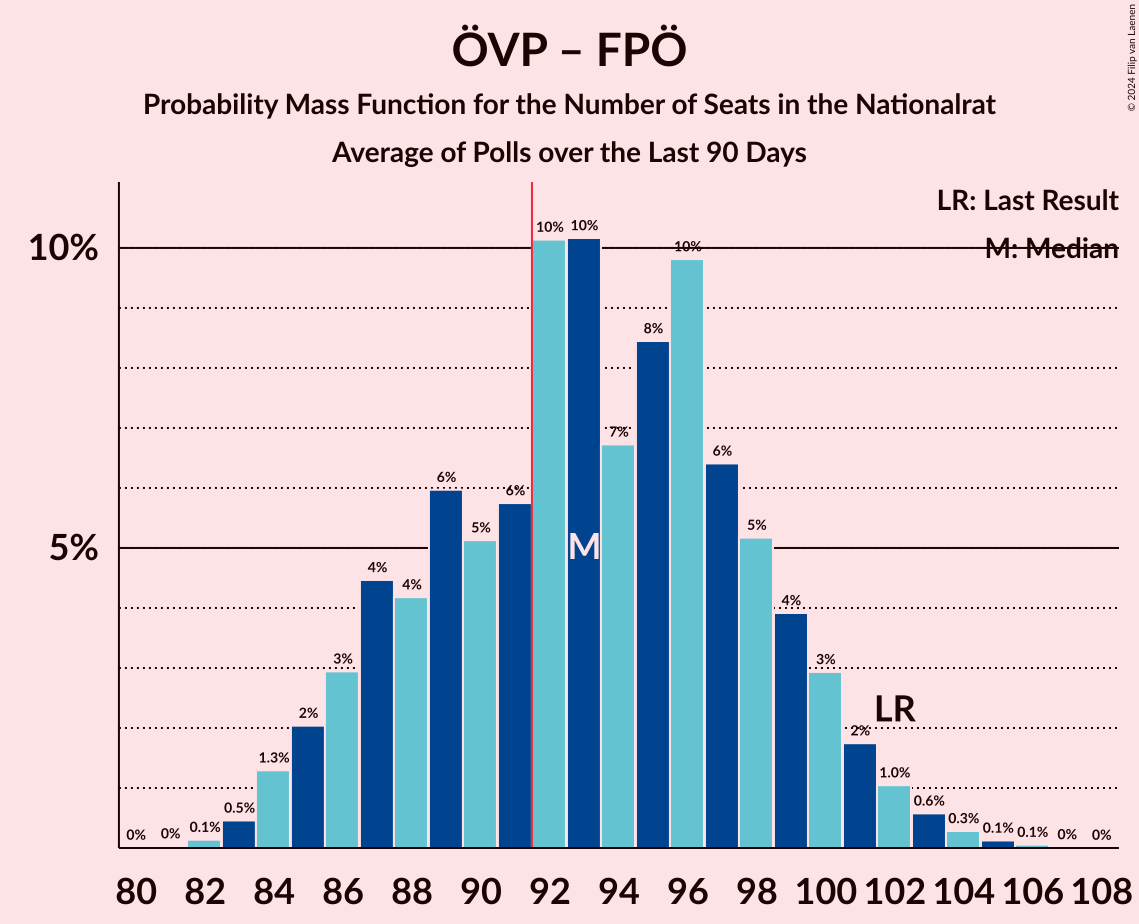 ÖVP – FPÖ
Probability Mass Function for the Number of Seats in the Nationalrat
Average of Polls over the Last 90 Days
© 2024 Filip van Laenen
LR: Last Result
M: Median
10%
5%
0% 0% 0.1% 0.5% 1.3% 2% 3% 4% 4% 6% 5% 6% 10% 10% 7% 8% 10% 6% 5% 4% 3% 2% 1.0% 0.6% 0.3% 0.1% 0.1% 0% 0%
M
LR
80 82 84 86 88 90 92 94 96 98 100 102 104 106 108